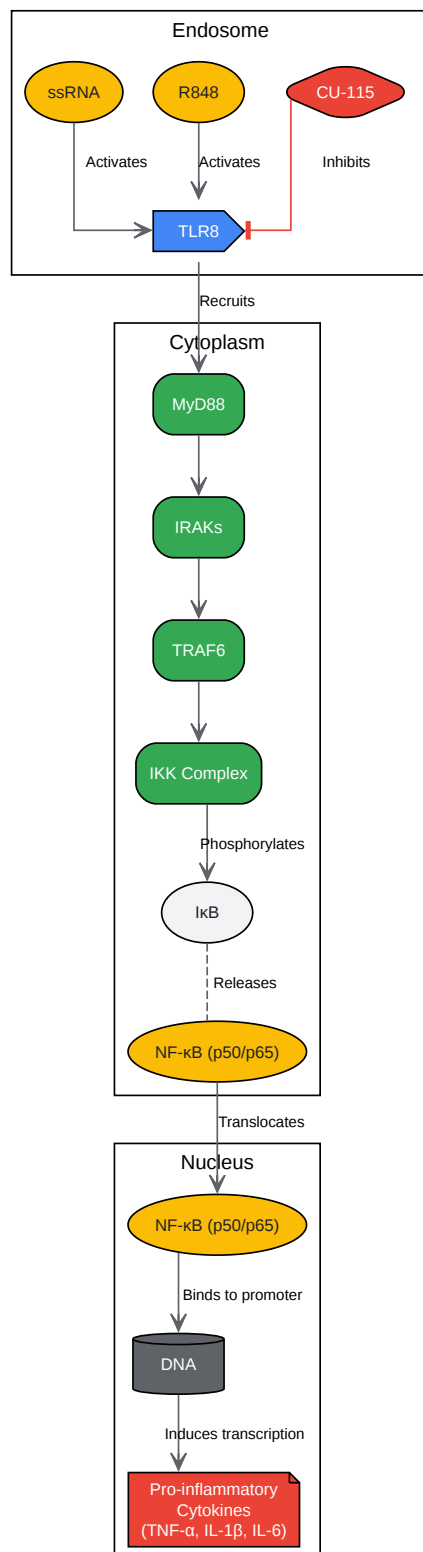 Endosome
ssRNA
R848
CU-115
Activates
Activates
Inhibits
TLR8
Recruits
Cytoplasm
MyD88
IRAKs
TRAF6
IKK Complex
Phosphorylates
IκB
Releases
NF-κB (p50/p65)
Translocates
Nucleus
NF-κB (p50/p65)
Binds to promoter
DNA
Induces transcription
Pro-inflammatory
Cytokines
(TNF-α, IL-1β, IL-6)